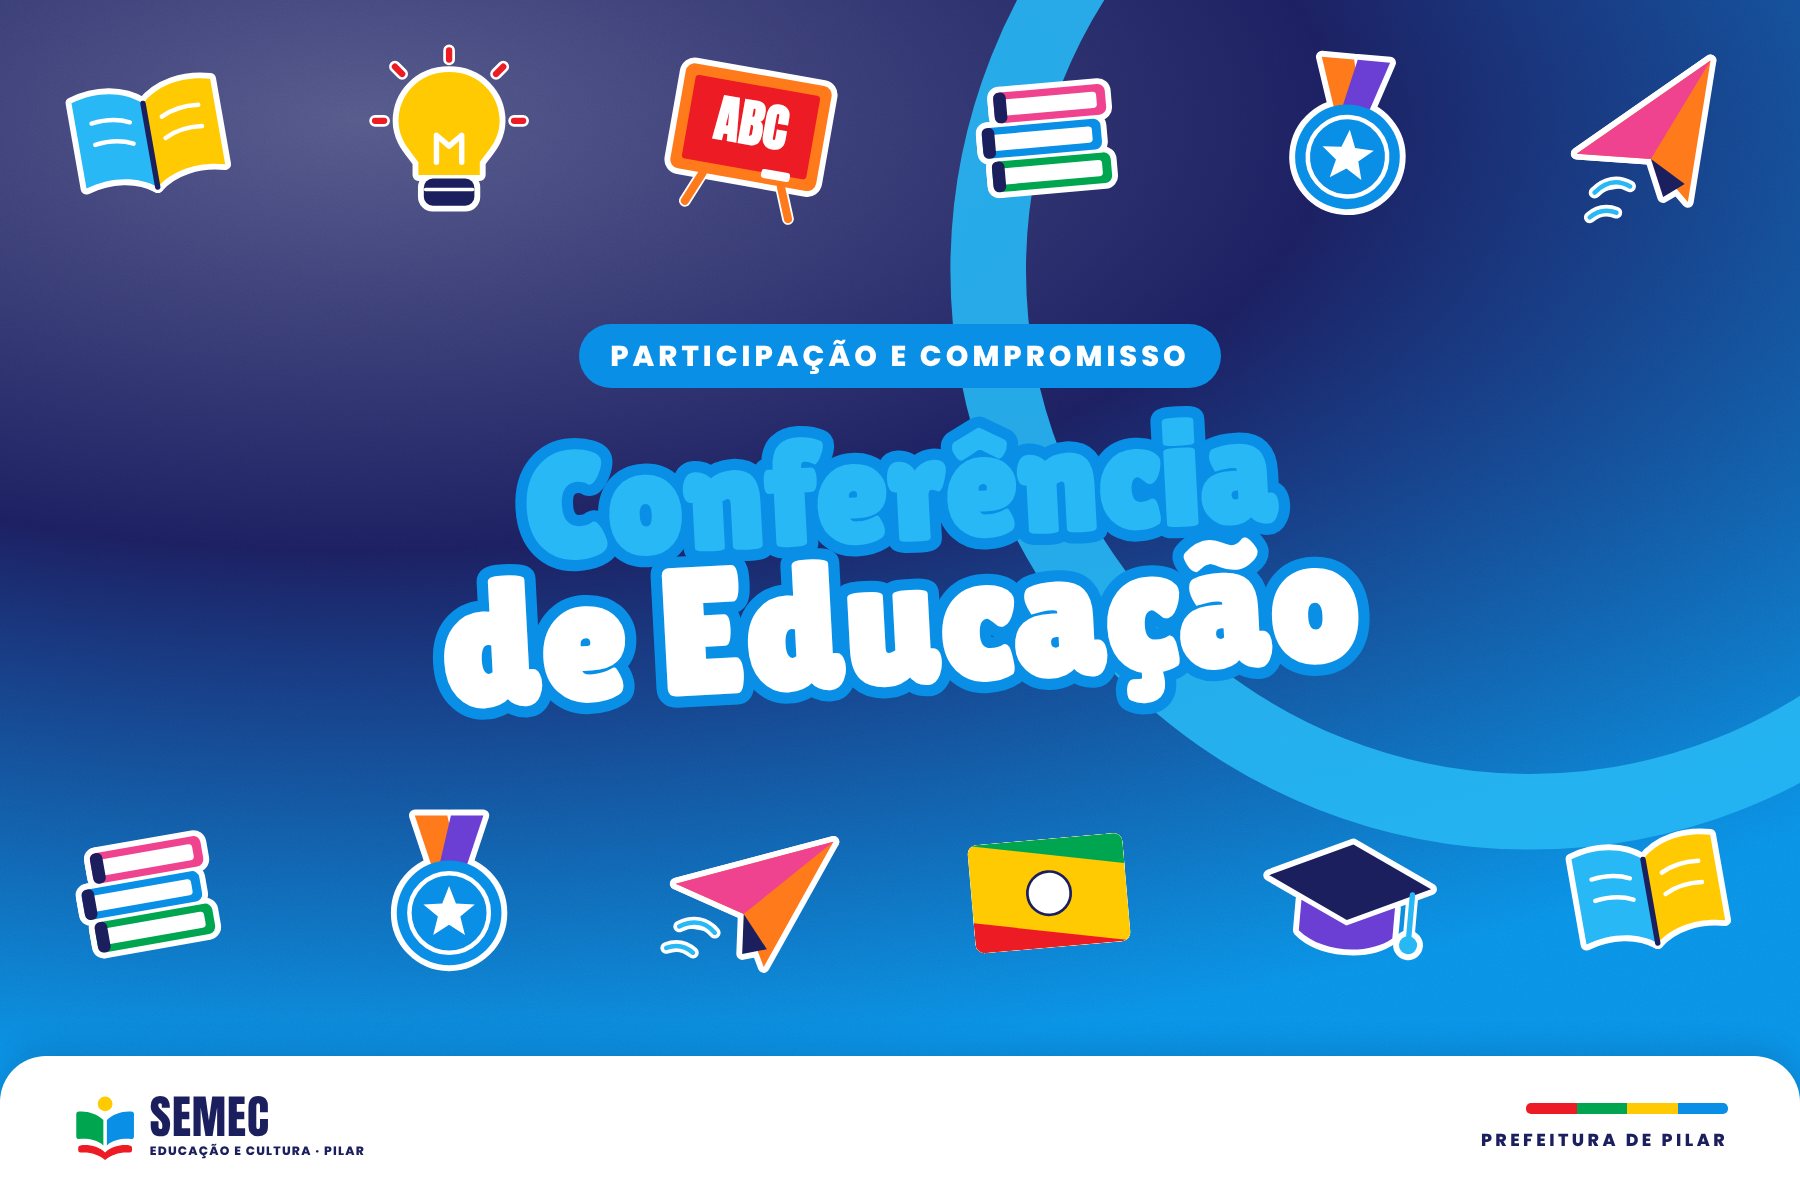 M
ABC
PARTICIPAÇÃO E COMPROMISSO
Conferência
de Educação
SEMEC
EDUCAÇÃO E CULTURA · PILAR
PREFEITURA DE PILAR